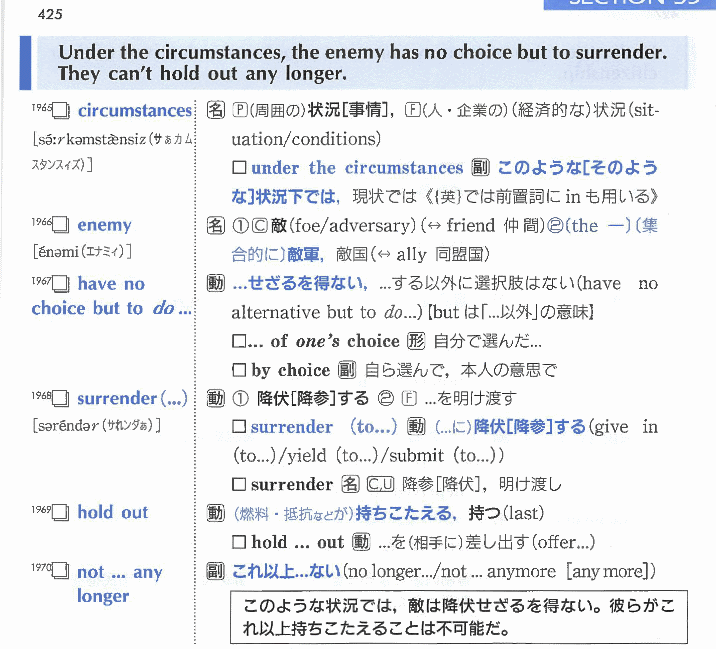 425
Under the circumstances, the enemy has no choice but to surrender.
They can't hold out any longer.
1965 circumstances
[sə́ːrkəmstæ̀nsiz(サぁカム
スタンスィズ)]
名 Ⓟ(周囲の)状況[事情], Ⓕ(人・企業の)(経済的な)状況(sit-
uation/conditions)
□ under the circumstances 副 このような[そのよう
な]状況下では, 現状では《{英}では前置詞に in も用いる》
1966 enemy
[énəmi(エナミィ)]
名 ①Ⓒ敵(foe/adversary)(↔ friend 仲間)②(the ―)(集
合的に)敵軍, 敵国(↔ ally 同盟国)
1967 have no
choice but to do ...
動 …せざるを得ない, …する以外に選択肢はない(have no
alternative but to do...)【but は「…以外」の意味】
□... of one's choice 形 自分で選んだ…
□ by choice 副 自ら選んで, 本人の意思で
1968 surrender(...)
[səréndər(サれンダぁ)]
動 ① 降伏[降参]する ② Ⓕ …を明け渡す
□ surrender (to...) 動 (…に)降伏[降参]する(give in
(to...)/yield (to...)/submit (to...))
□ surrender 名 C,U 降参[降伏], 明け渡し
1969 hold out
動 (燃料・抵抗などが)持ちこたえる, 持つ(last)
□ hold ... out 動 …を(相手に)差し出す(offer...)
1970 not ... any
longer
副 これ以上…ない(no longer.../not ... anymore [any more])
このような状況では, 敵は降伏せざるを得ない。彼らがこ
れ以上持ちこたえることは不可能だ。